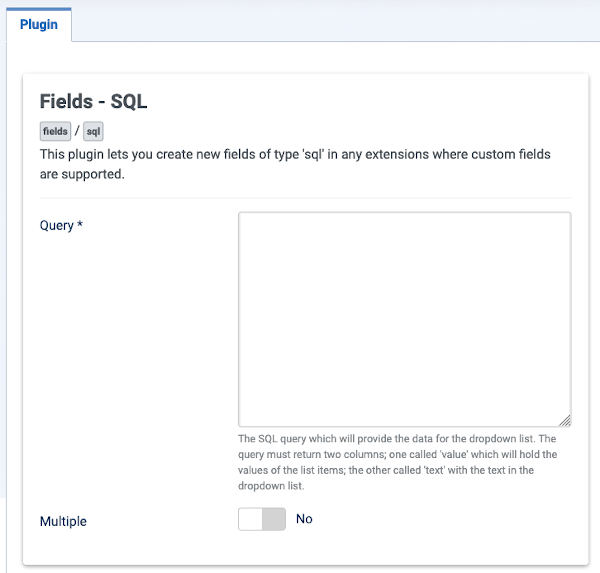 Plugin
Fields - SQL
fields / sql
This plugin lets you create new fields of type 'sql' in any extensions where custom fields
are supported.
Query *
The SQL query which will provide the data for the dropdown list. The
query must return two columns; one called 'value' which will hold the
values of the list items; the other called 'text' with the text in the
dropdown list.
Multiple No